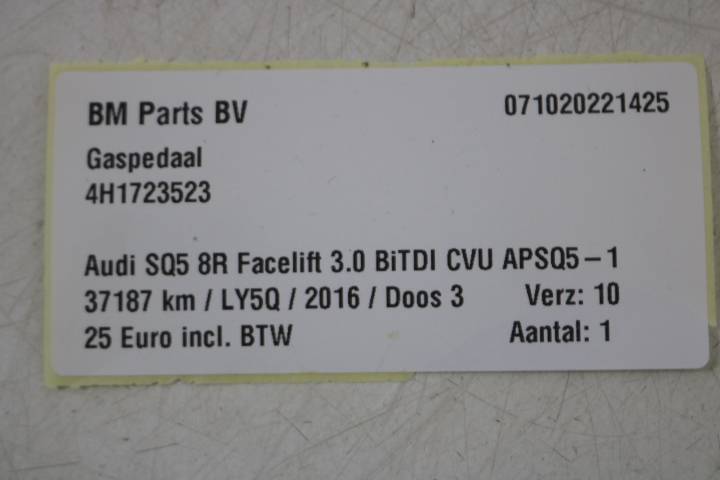 BM Parts BV 071020221425
Gaspedaal
4H1723523
Audi SQ5 8R Facelift 3.0 BiTDI CVU APSQ5-1
37187 km / LY5Q / 2016 / Doos 3 Verz: 10
25 Euro incl. BTW Aantal: 1